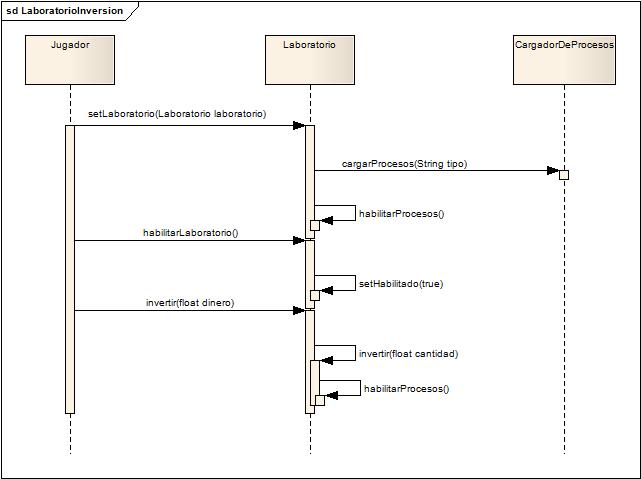 sd LaboratorioInversion
Jugador
Laboratorio
CargadorDeProcesos
setLaboratorio(Laboratorio laboratorio)
cargarProcesos(String tipo)
habilitarProcesos()
habilitarLaboratorio()
setHabilitado(true)
invertir(float dinero)
invertir(float cantidad)
habilitarProcesos()